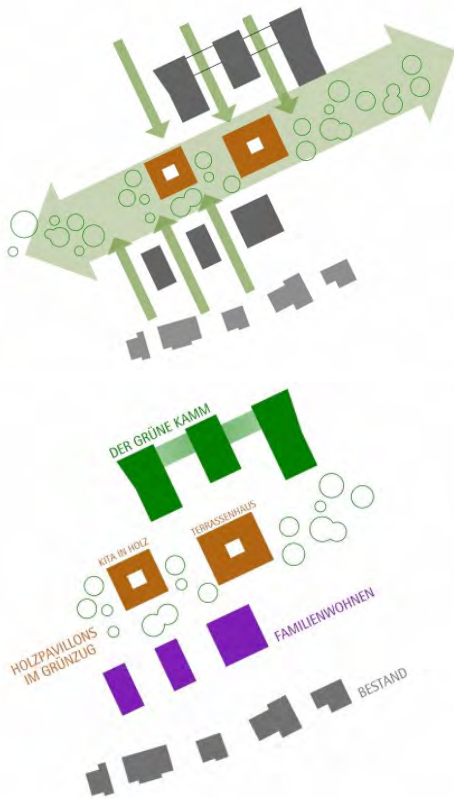 DER GRÜNE KAMM
TERRASSENHAUS
KITA IN HOLZ
HOLZPAVILLONS
IM GRÜNZUG
FAMILIENWOHNEN
BESTAND